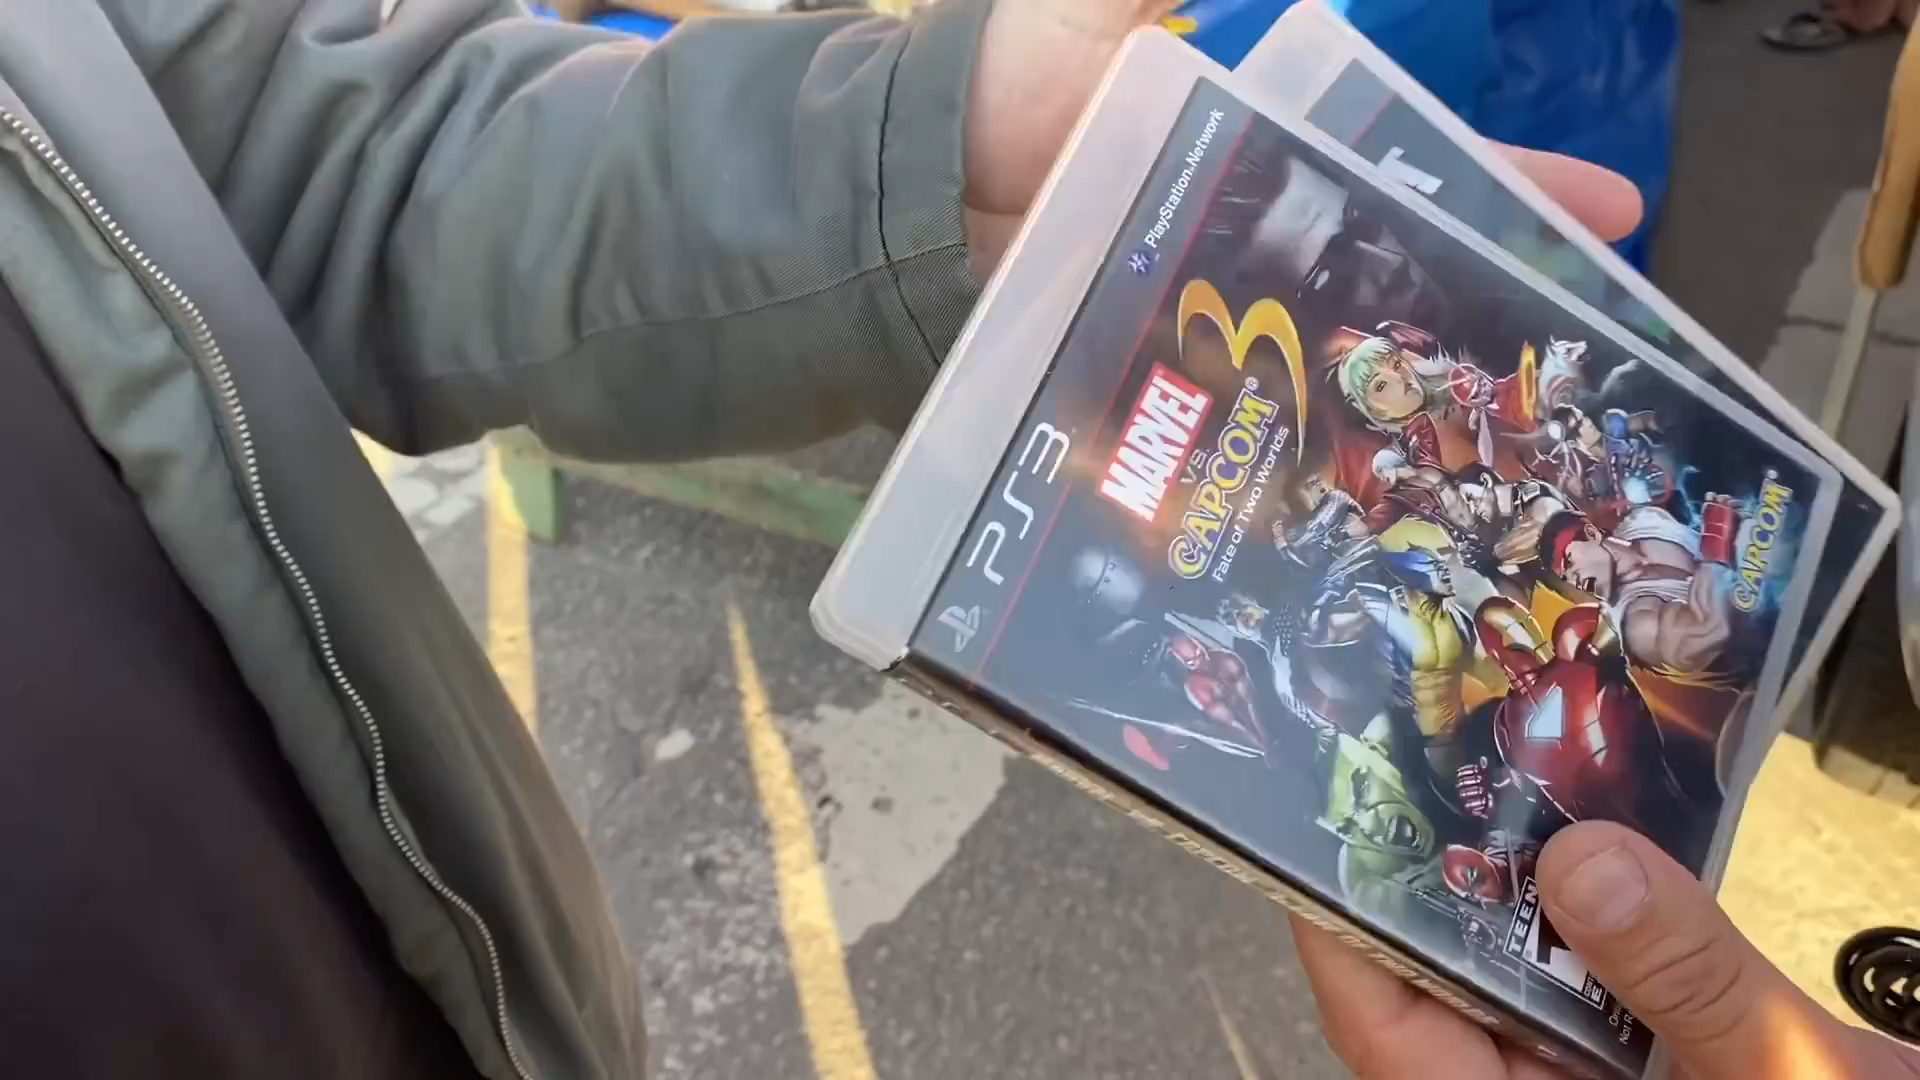 PlayStation Network
PS3
MARVEL
VS.
CAPCOM® 3
Fate of Two Worlds
CAPCOM®
TEEN
T